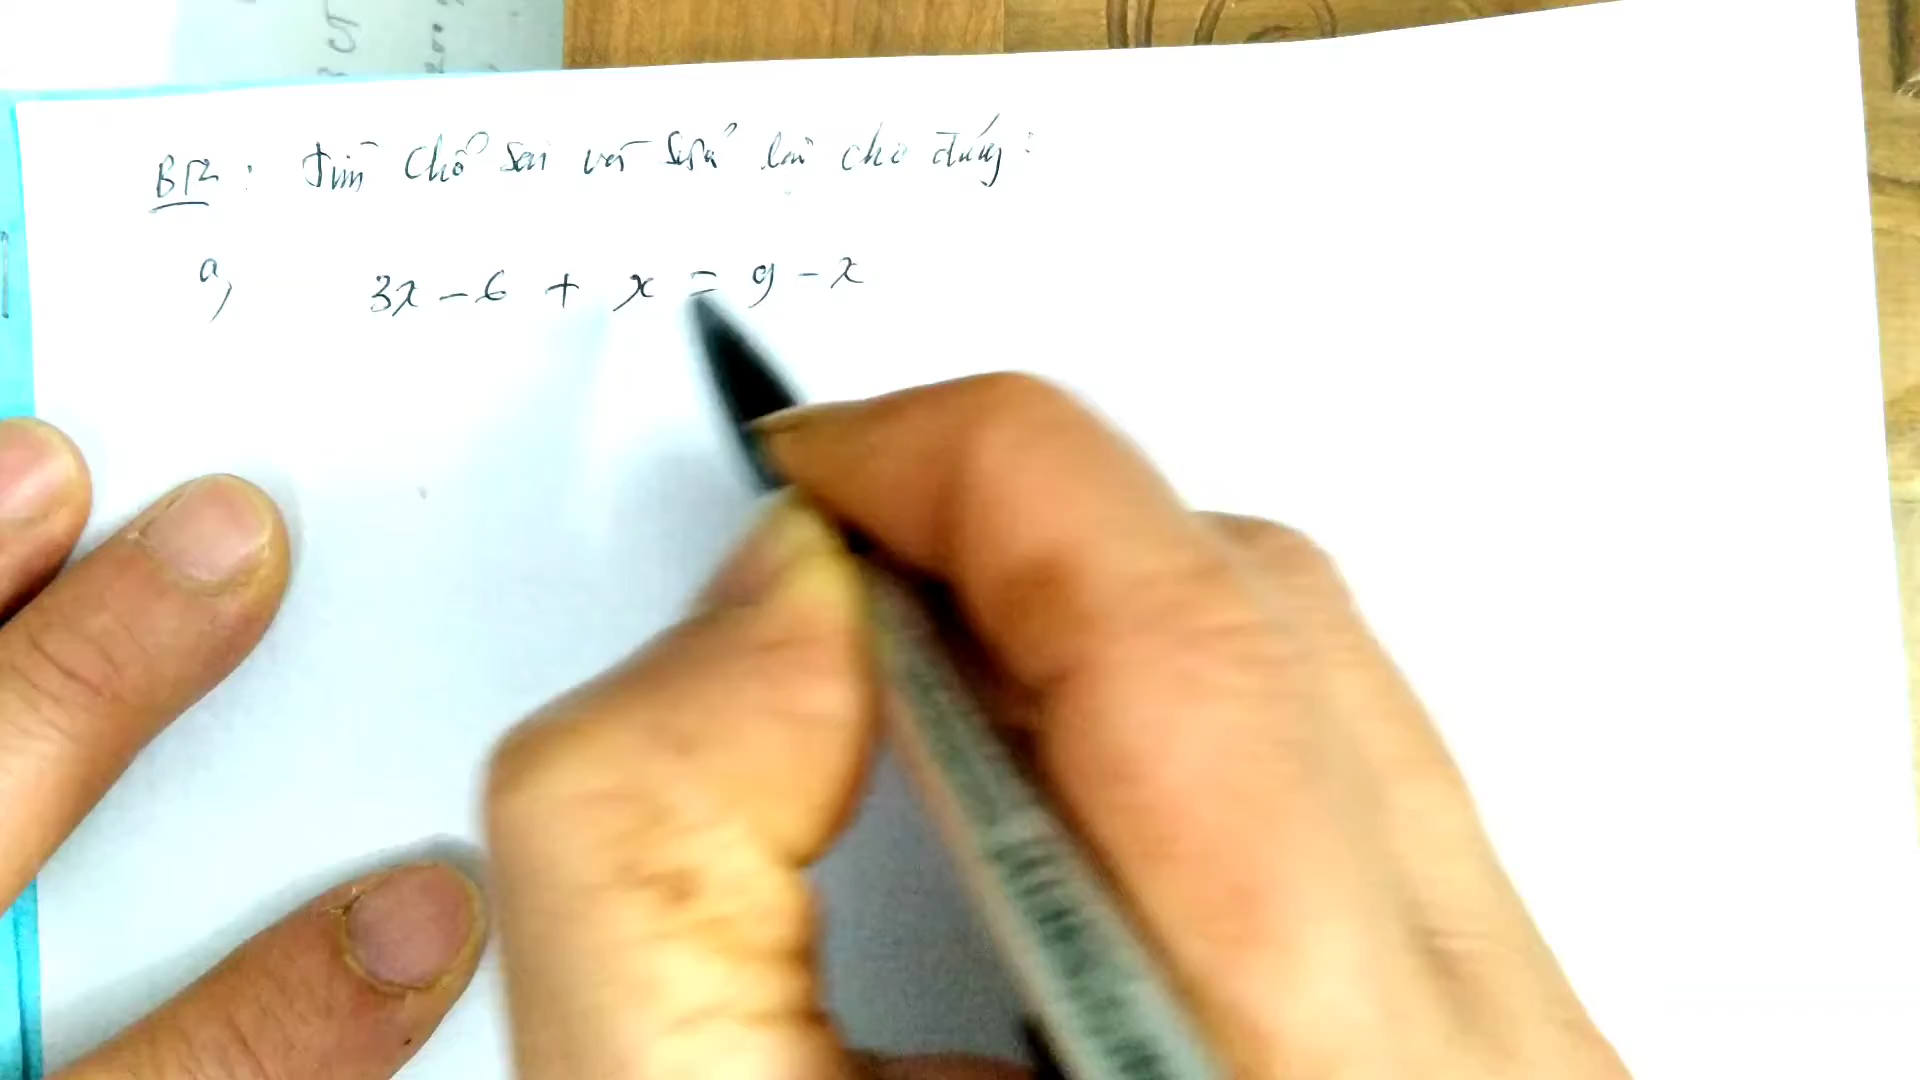 BT2: Tìm chỗ sai và sửa lại cho đúng:
a, 3x - 6 + x = 9 - x